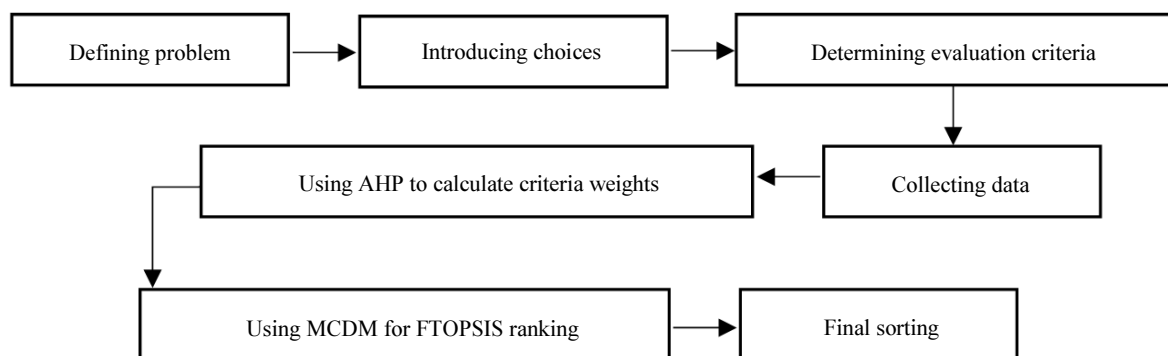 Defining problem
Introducing choices
Determining evaluation criteria
Collecting data
Using AHP to calculate criteria weights
Using MCDM for FTOPSIS ranking
Final sorting